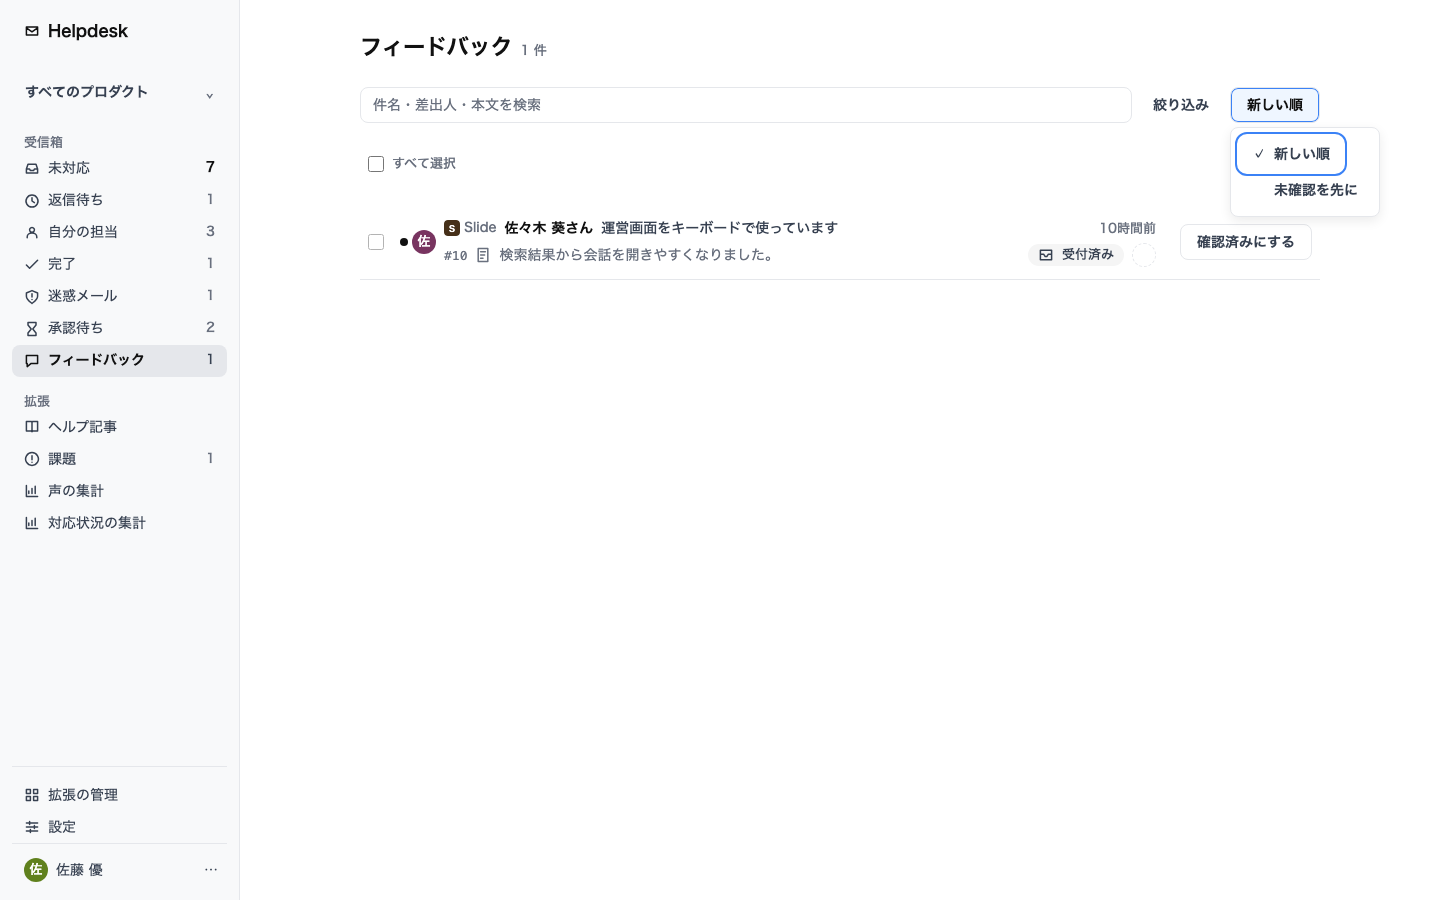 Helpdesk
すべてのプロダクト
受信箱
未対応 7
返信待ち 1
自分の担当 3
完了 1
迷惑メール 1
承認待ち 2
フィードバック 1
拡張
ヘルプ記事
課題 1
声の集計
対応状況の集計
拡張の管理
設定
佐 佐藤 優 …
フィードバック 1 件
件名・差出人・本文を検索 絞り込み 新しい順
✓ 新しい順
未確認を先に
すべて選択
佐 S Slide 佐々木 葵さん 運営画面をキーボードで使っています 10時間前
#10 検索結果から会話を開きやすくなりました。 受付済み
確認済みにする